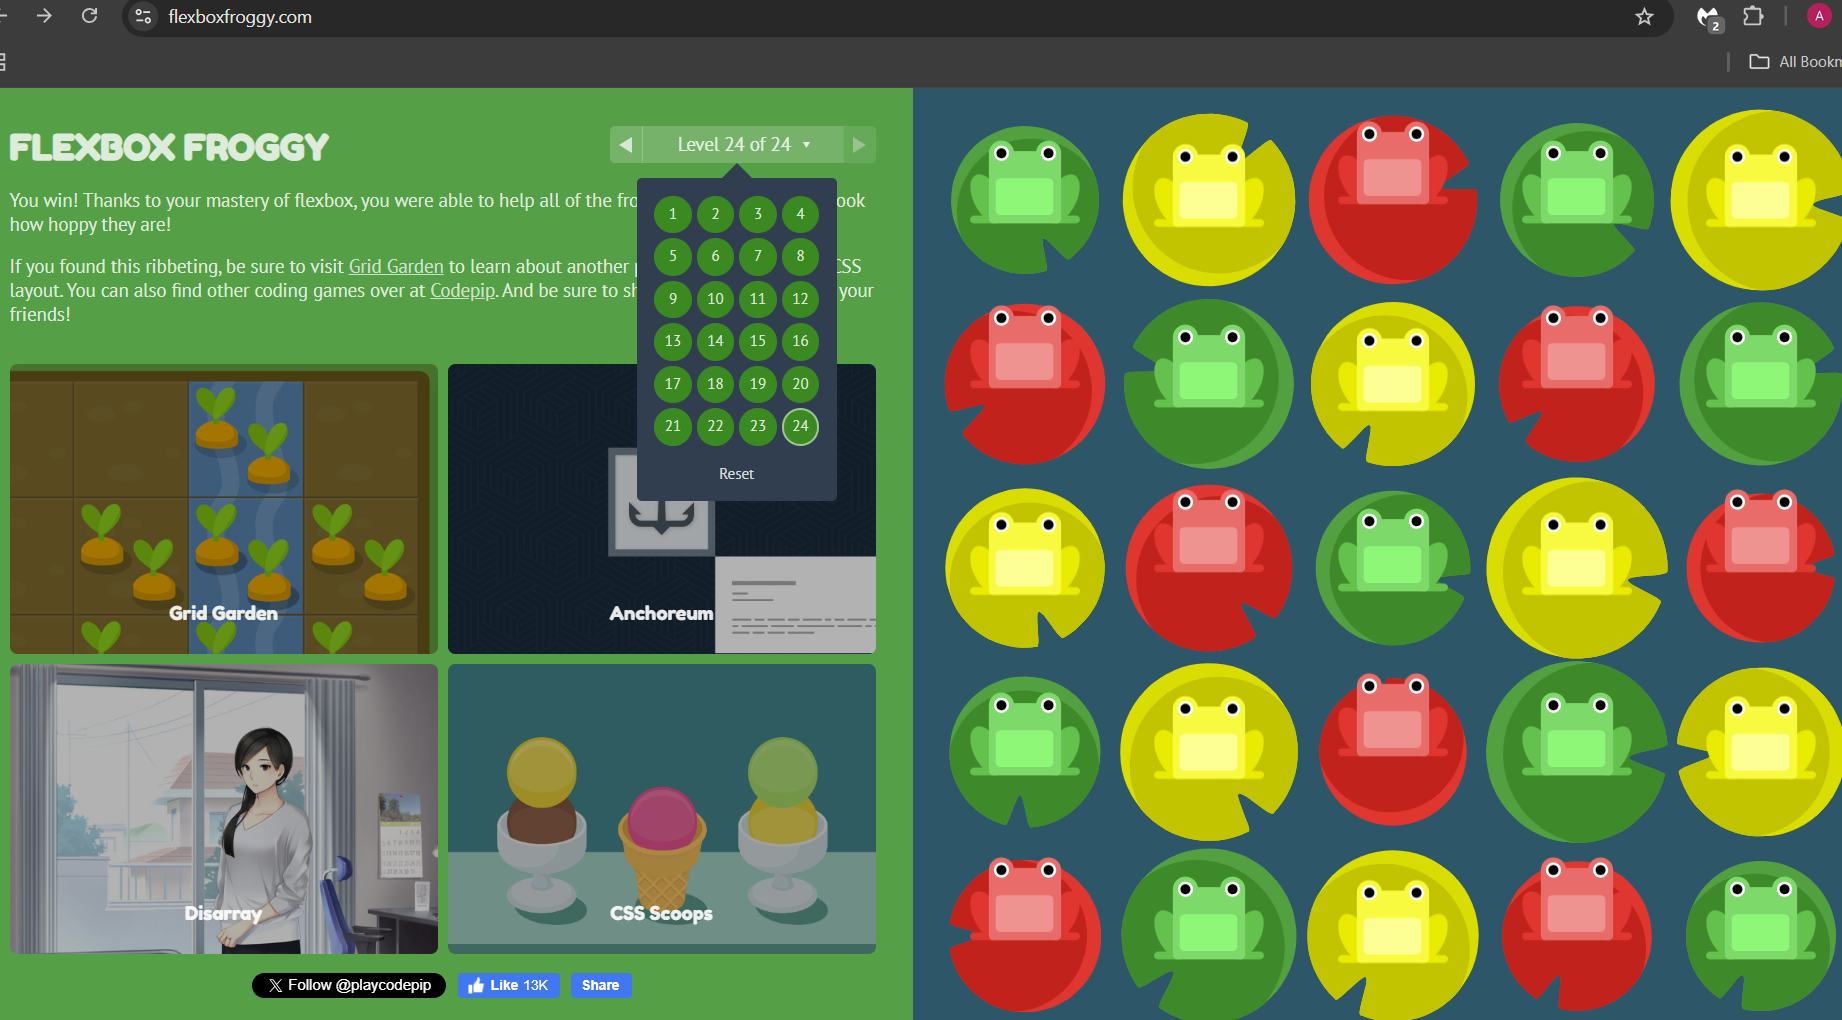 flexboxfroggy.com
2
A
All Bookm
FLEXBOX FROGGY
Level 24 of 24
You win! Thanks to your mastery of flexbox, you were able to help all of the fro ook
how hoppy they are!
If you found this ribbeting, be sure to visit Grid Garden to learn about another p CSS
layout. You can also find other coding games over at Codepip. And be sure to sh your
friends!
1 2 3 4
5 6 7 8
9 10 11 12
13 14 15 16
17 18 19 20
21 22 23 24
Reset
Grid Garden
Anchoreum
Disarray
CSS Scoops
Follow @playcodepip
Like 13K
Share